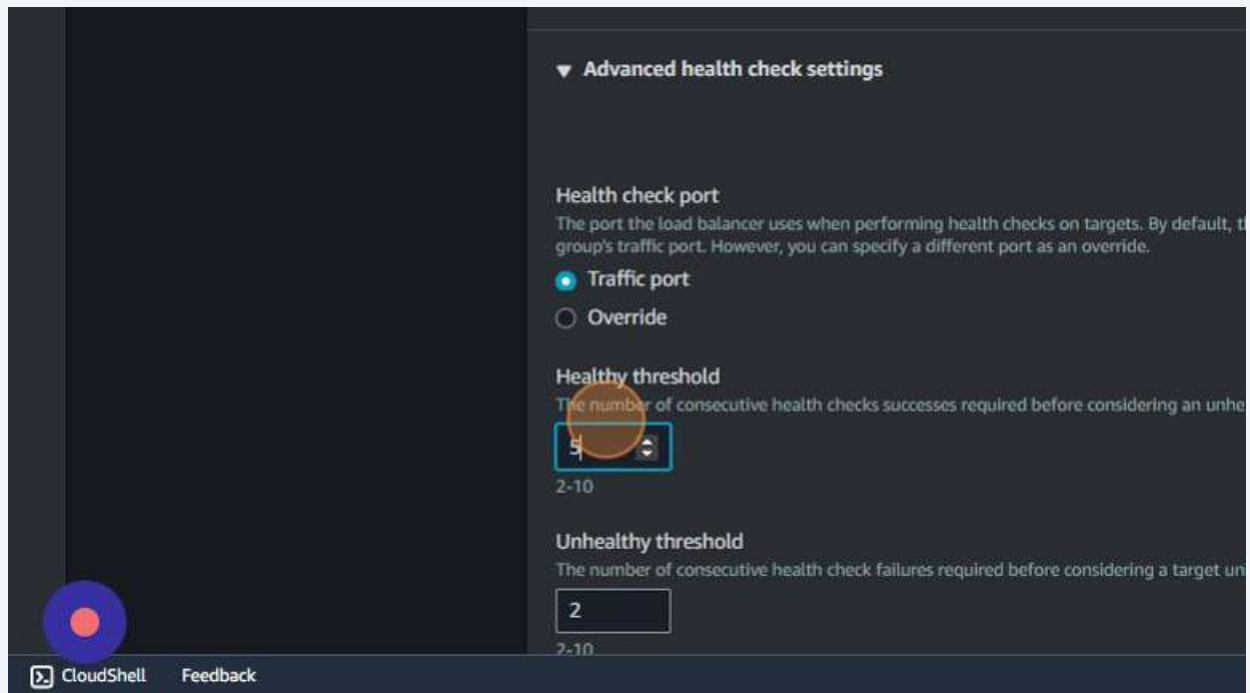 Advanced health check settings
Health check port
The port the load balancer uses when performing health checks on targets. By default,
group's traffic port. However, you can specify a different port as an override.
Traffic port
Override
Healthy threshold
The number of consecutive health checks successes required before considering an unhe
5
2-10
Unhealthy threshold
The number of consecutive health check failures required before considering a target un
2
2-10
CloudShell Feedback